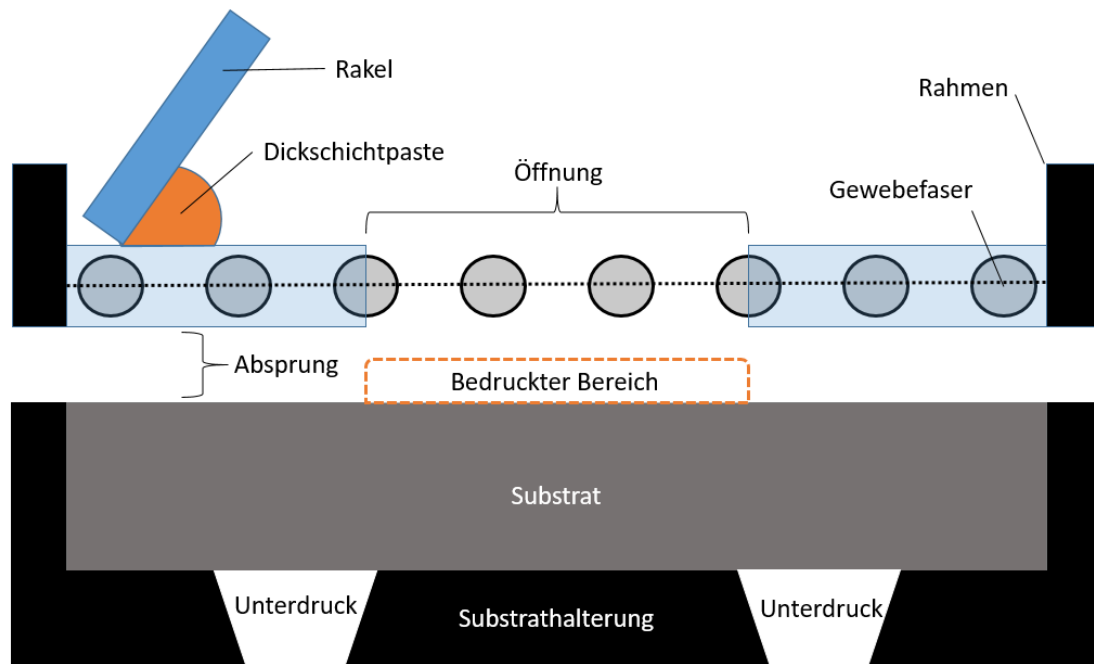 Rakel
Rahmen
Dickschichtpaste
Öffnung
Gewebefaser
Absprung
Bedruckter Bereich
Substrat
Unterdruck
Substrathalterung
Unterdruck